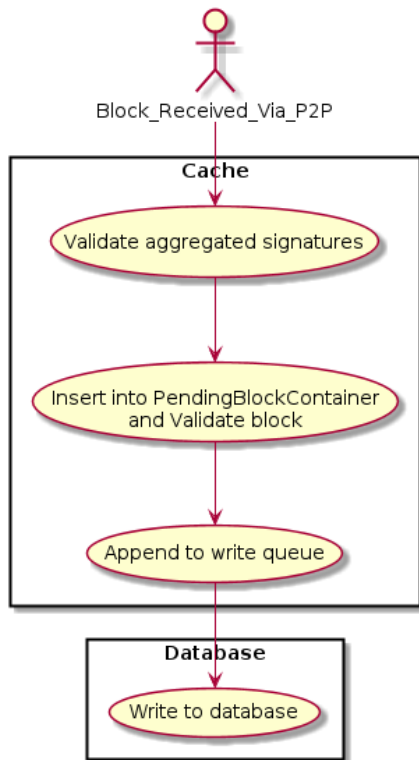 Block_Received_Via_P2P
Cache
Validate aggregated signatures
Insert into PendingBlockContainer
and Validate block
Append to write queue
Database
Write to database